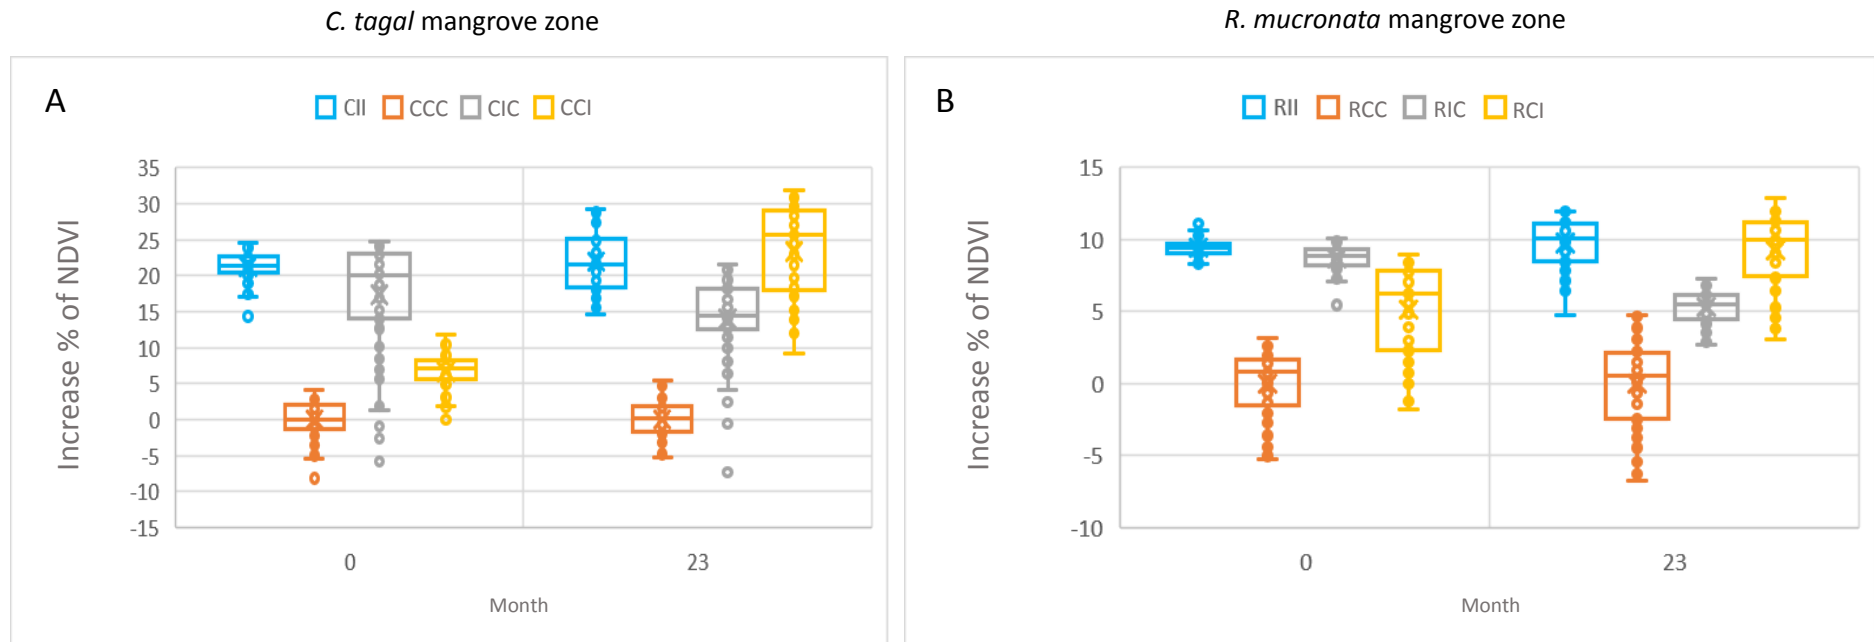 C. tagal mangrove zone
R. mucronata mangrove zone
A
CII CCC CIC CCI
Increase % of NDVI
35
30
25
20
15
10
5
0
-5
-10
-15
0 23
Month
B
RII RCC RIC RCI
Increase % of NDVI
15
10
5
0
-5
-10
0 23
Month